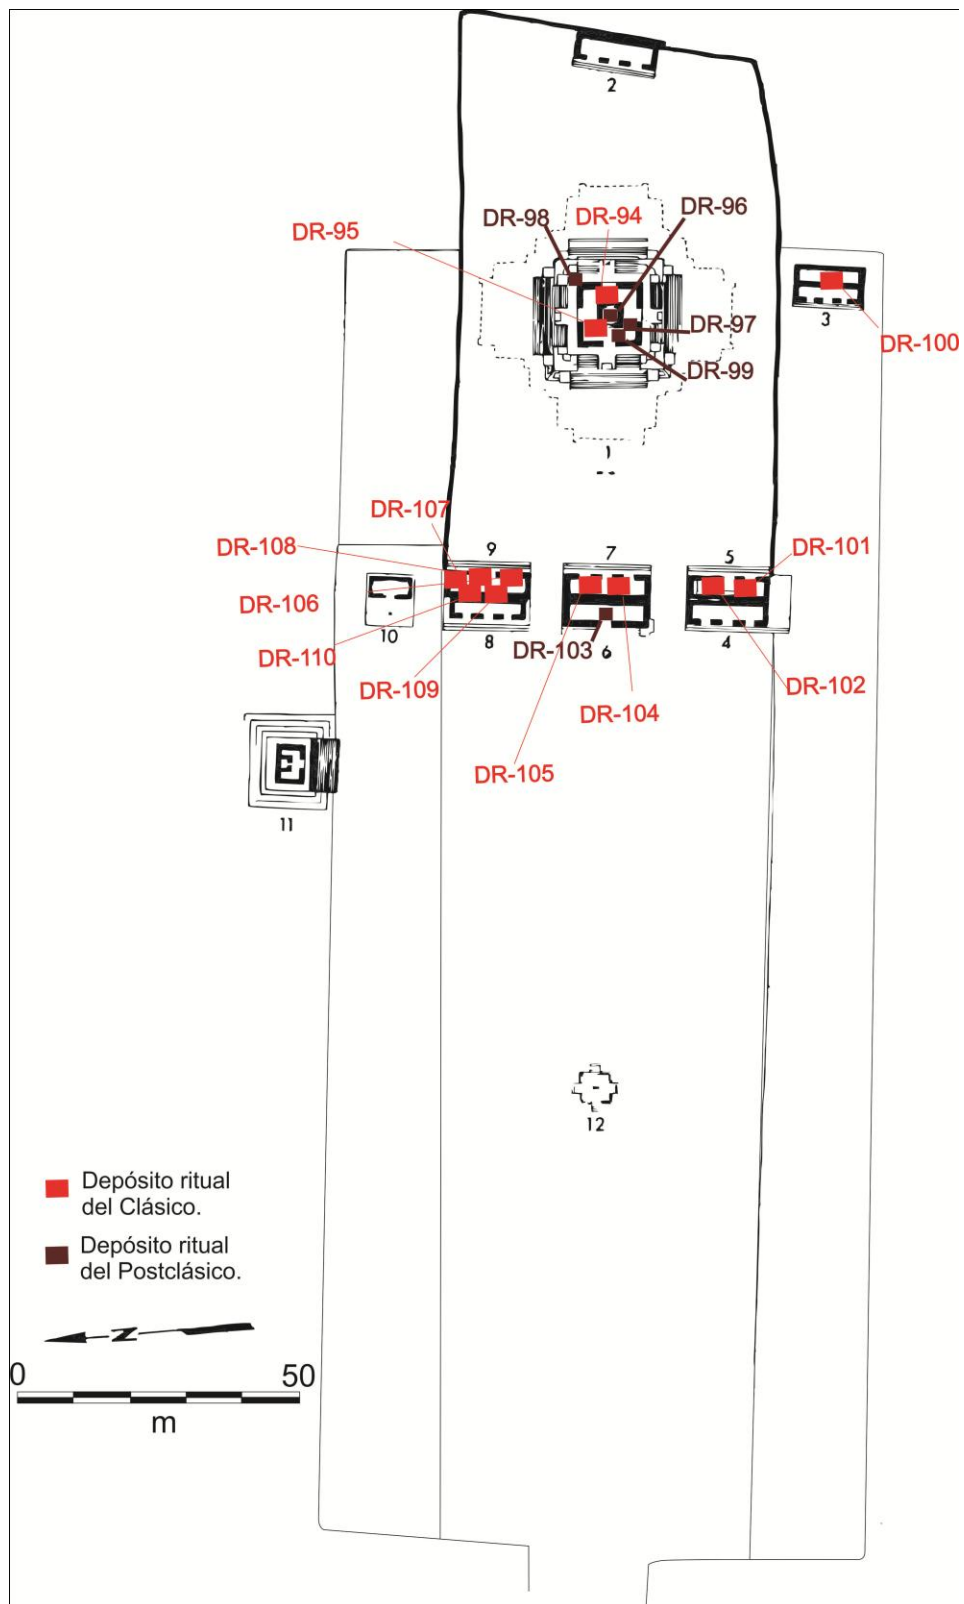 2
DR-96
DR-98
DR-94
DR-95
3
DR-97
DR-100
DR-99
1
DR-107
DR-108
9
7
5
DR-101
DR-106
10
8
DR-103
6
4
DR-110
DR-109
DR-102
DR-104
DR-105
11
12
Depósito ritual
del Clásico.
Depósito ritual
del Postclásico.
N
0
50
m